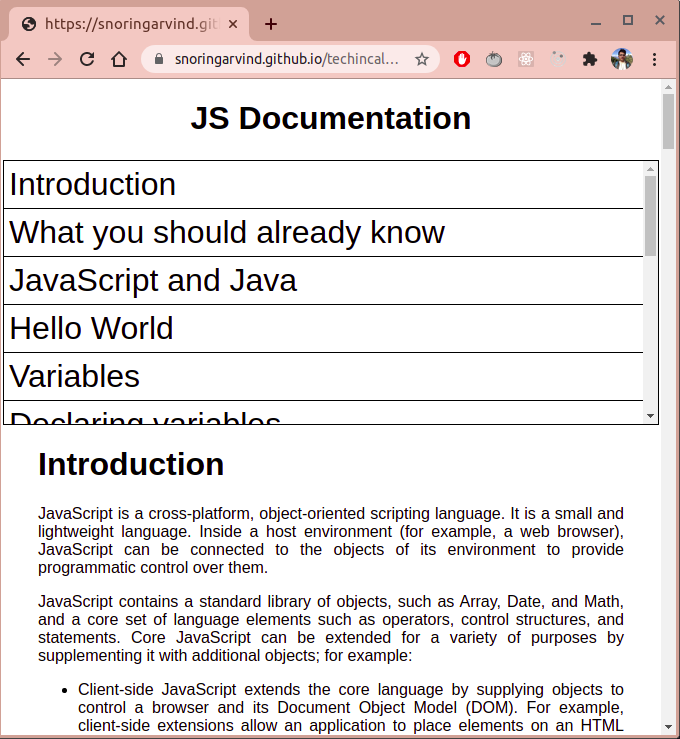 https://snoringarvind.git
snoringarvind.github.io/techincal…
JS Documentation
Introduction
What you should already know
JavaScript and Java
Hello World
Variables
Declaring variables
Introduction
JavaScript is a cross-platform, object-oriented scripting language. It is a small and
lightweight language. Inside a host environment (for example, a web browser),
JavaScript can be connected to the objects of its environment to provide
programmatic control over them.
JavaScript contains a standard library of objects, such as Array, Date, and Math,
and a core set of language elements such as operators, control structures, and
statements. Core JavaScript can be extended for a variety of purposes by
supplementing it with additional objects; for example:
• Client-side JavaScript extends the core language by supplying objects to
control a browser and its Document Object Model (DOM). For example,
client-side extensions allow an application to place elements on an HTML